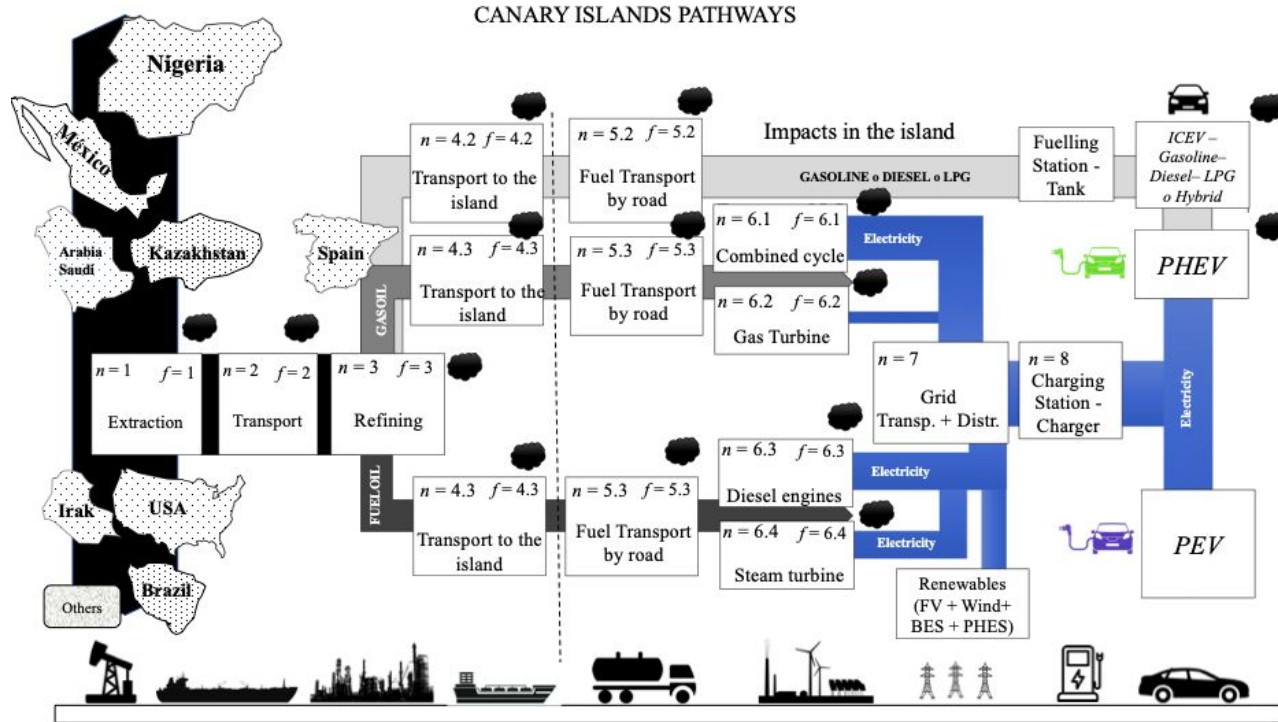 CANARY ISLANDS PATHWAYS
Nigeria
México
Arabia
Saudí
Kazakhstan
Spain
Irak
USA
Brazil
Others
n = 1 f = 1
Extraction
n = 2 f = 2
Transport
n = 3 f = 3
Refining
GASOIL
FUELOIL
n = 4.2 f = 4.2
Transport to the
island
n = 4.3 f = 4.3
Transport to the
island
n = 4.3 f = 4.3
Transport to the
island
n = 5.2 f = 5.2
Fuel Transport
by road
n = 5.3 f = 5.3
Fuel Transport
by road
n = 5.3 f = 5.3
Fuel Transport
by road
Impacts in the island
GASOLINE o DIESEL o LPG
n = 6.1 f = 6.1
Combined cycle
n = 6.2 f = 6.2
Gas Turbine
n = 6.3 f = 6.3
Diesel engines
n = 6.4 f = 6.4
Steam turbine
Electricity
Electricity
Electricity
n = 7
Grid
Transp. + Distr.
Renewables
(FV + Wind+
BES + PHES)
Fuelling
Station -
Tank
n = 8
Charging
Station -
Charger
Electricity
ICEV –
Gasoline–
Diesel– LPG
o Hybrid
PHEV
PEV